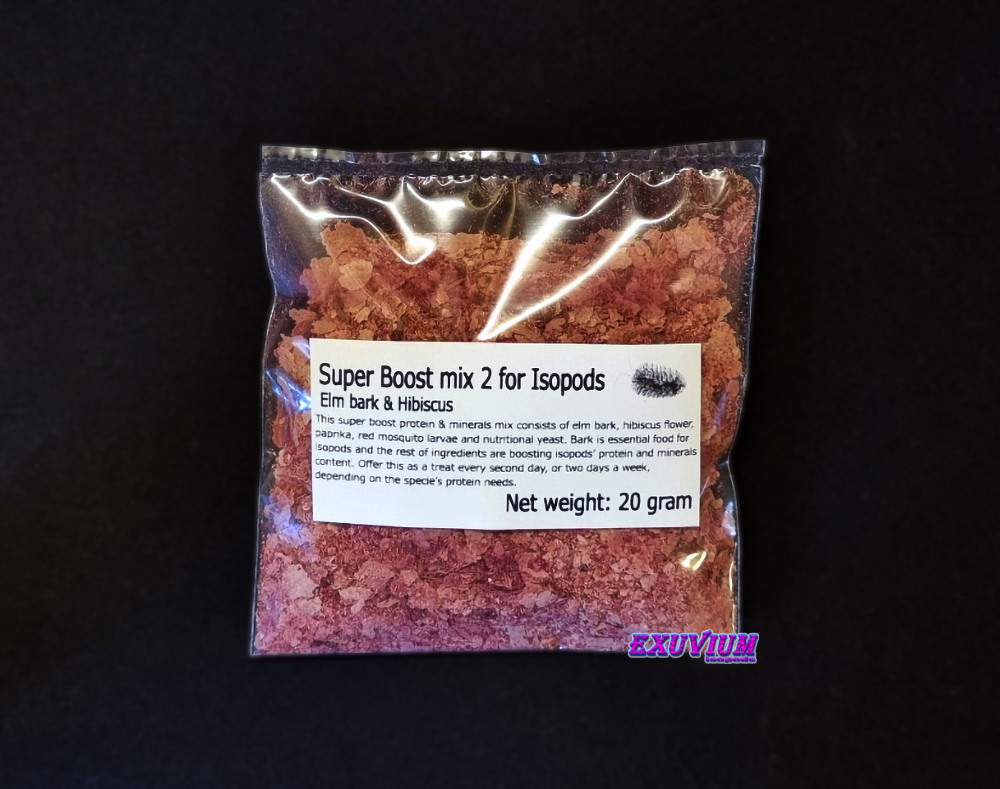 Super Boost mix 2 for Isopods
Elm bark & Hibiscus
This super boost protein & minerals mix consists of elm bark, hibiscus flower,
paprika, red mosquito larvae and nutritional yeast. Bark is essential food for
isopods and the rest of ingredients are boosting isopods' protein and minerals
content. Offer this as a treat every second day, or two days a week,
depending on the specie's protein needs.
Net weight: 20 gram
EXUVIUM